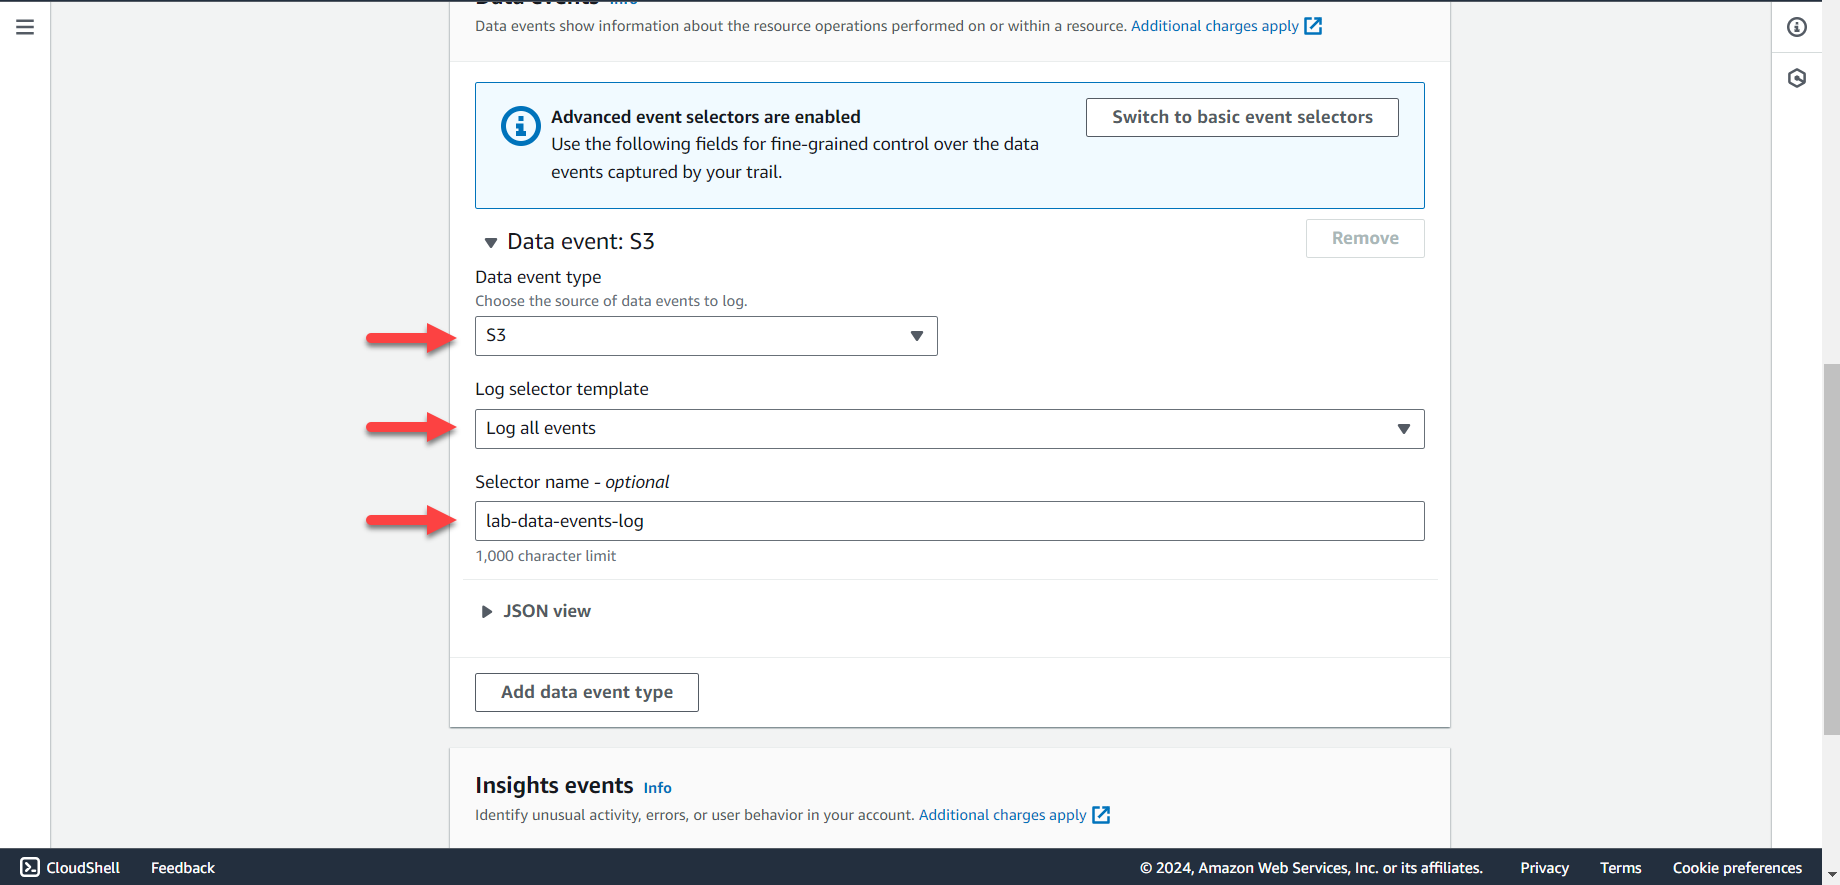 Data Events Info
Data events show information about the resource operations performed on or within a resource. Additional charges apply
Advanced event selectors are enabled
Switch to basic event selectors
Use the following fields for fine-grained control over the data
events captured by your trail.
Data event: S3
Remove
Data event type
Choose the source of data events to log.
S3
Log selector template
Log all events
Selector name - optional
lab-data-events-log
1,000 character limit
JSON view
Add data event type
Insights events Info
Identify unusual activity, errors, or user behavior in your account. Additional charges apply
CloudShell Feedback © 2024, Amazon Web Services, Inc. or its affiliates. Privacy Terms Cookie preferences